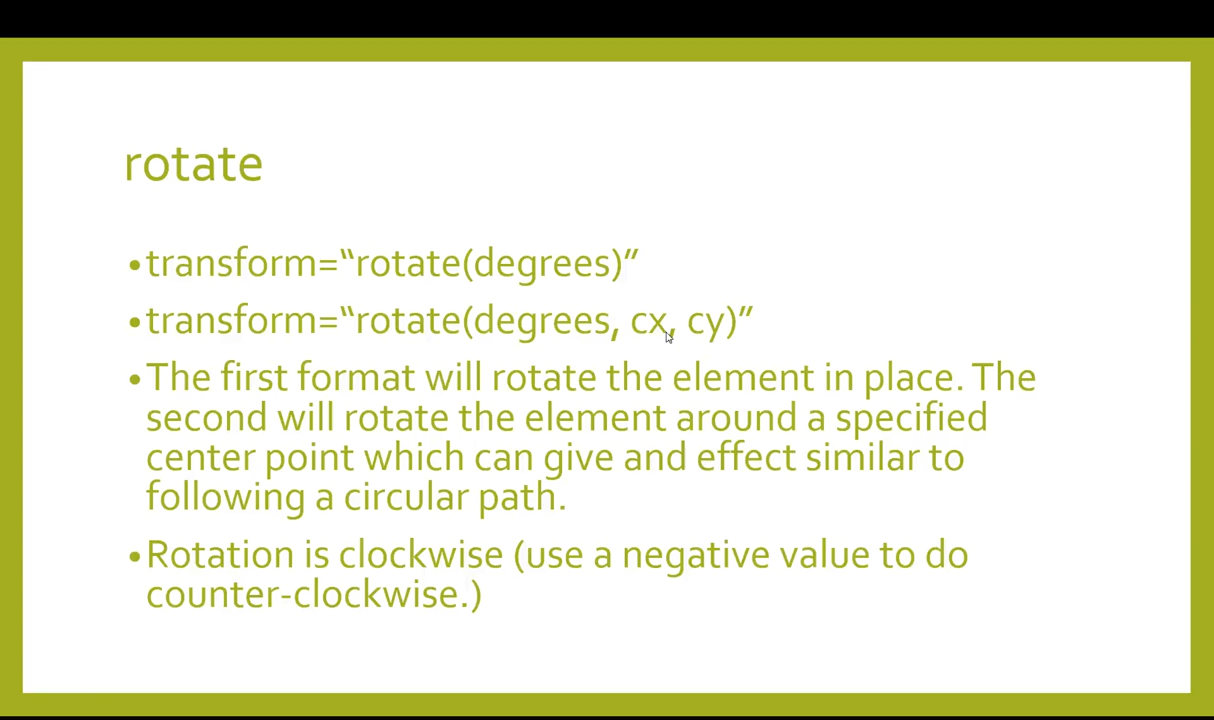 rotate
•transform=“rotate(degrees)”
•transform=“rotate(degrees, cx, cy)”
•The first format will rotate the element in place. The
second will rotate the element around a specified
center point which can give and effect similar to
following a circular path.
•Rotation is clockwise (use a negative value to do
counter-clockwise.)